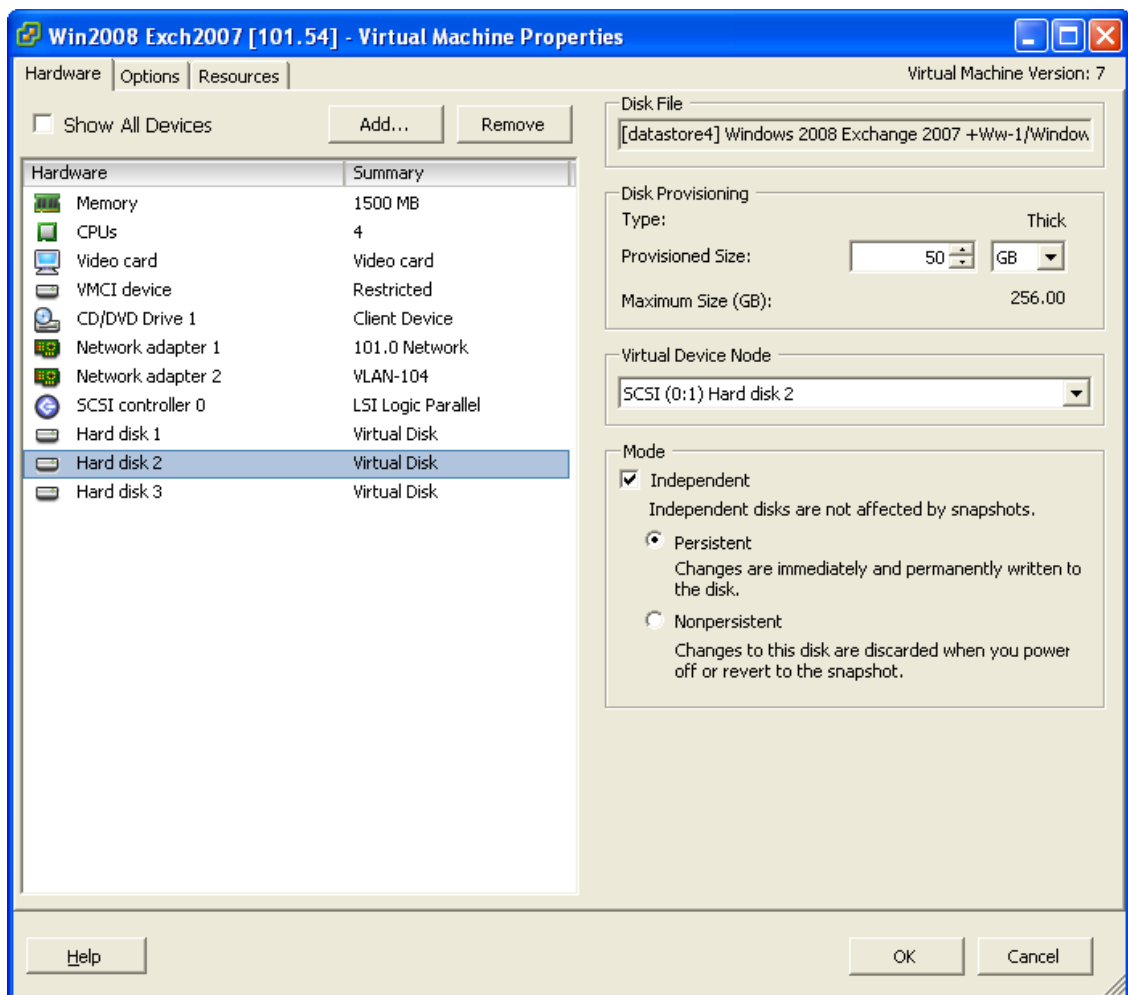 Win2008 Exch2007 [101.54] - Virtual Machine Properties
Hardware Options Resources
Virtual Machine Version: 7
Show All Devices
Add...
Remove
Hardware Summary
Memory 1500 MB
CPUs 4
Video card Video card
VMCI device Restricted
CD/DVD Drive 1 Client Device
Network adapter 1 101.0 Network
Network adapter 2 VLAN-104
SCSI controller 0 LSI Logic Parallel
Hard disk 1 Virtual Disk
Hard disk 2 Virtual Disk
Hard disk 3 Virtual Disk
Disk File
[datastore4] Windows 2008 Exchange 2007 +Ww-1/Window
Disk Provisioning
Type: Thick
Provisioned Size: 50 GB
Maximum Size (GB): 256.00
Virtual Device Node
SCSI (0:1) Hard disk 2
Mode
Independent
Independent disks are not affected by snapshots.
Persistent
Changes are immediately and permanently written to
the disk.
Nonpersistent
Changes to this disk are discarded when you power
off or revert to the snapshot.
Help
OK
Cancel